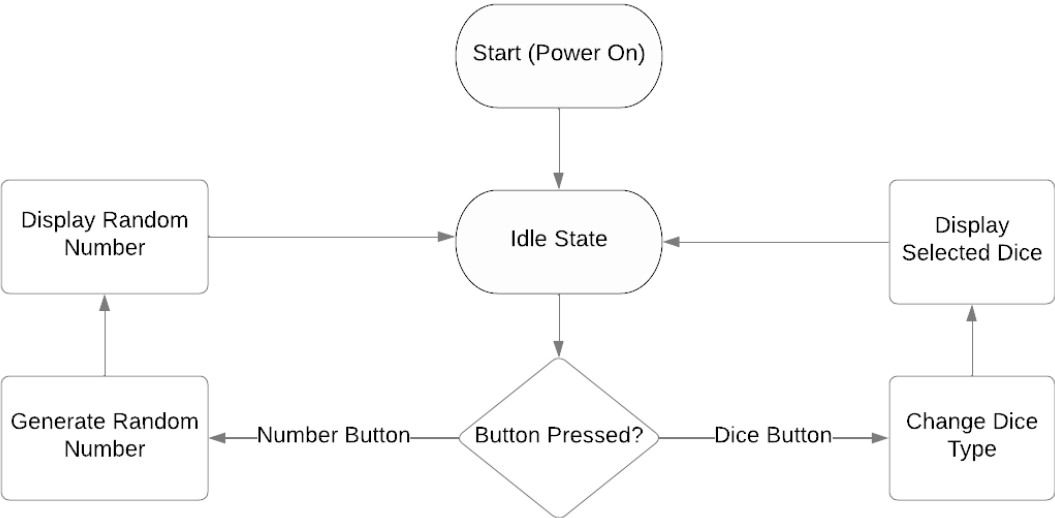 Start (Power On)
Display Random
Number
Idle State
Display
Selected Dice
Generate Random
Number
Number Button
Button Pressed?
Dice Button
Change Dice
Type